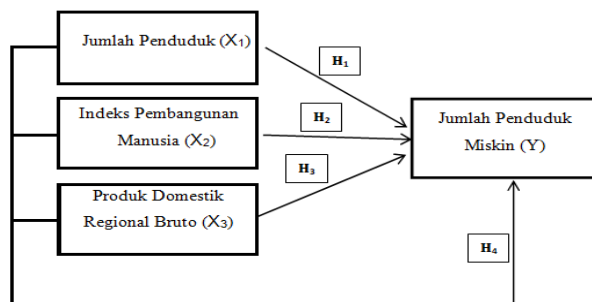 Jumlah Penduduk (X₁)
H₁
Indeks Pembangunan
Manusia (X₂)
H₂
Jumlah Penduduk
Miskin (Y)
H₃
Produk Domestik
Regional Bruto (X₃)
H₄